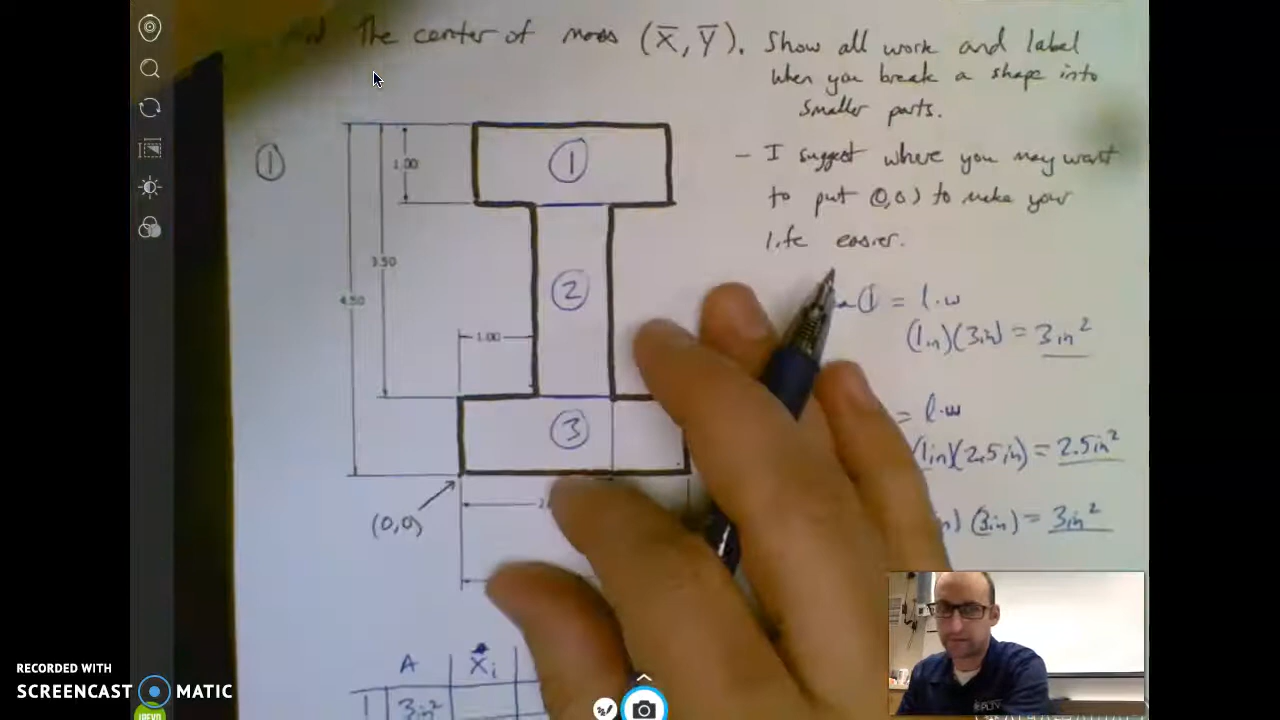 the center of mass (x̄, ȳ). Show all work and label
when you break a shape into
smaller parts.
– I suggest where you may want
to put (0,0) to make your
life easier.
①
1.00
①
3.50
4.50
②
1.00
③
(0,0)
① = l·w
(1in)(3in) = 3in²
= l·w
(1in)(2.5in) = 2.5in²
(3in) = 3in²
A x̄ᵢ
1 3in²
RECORDED WITH
SCREENCAST MATIC